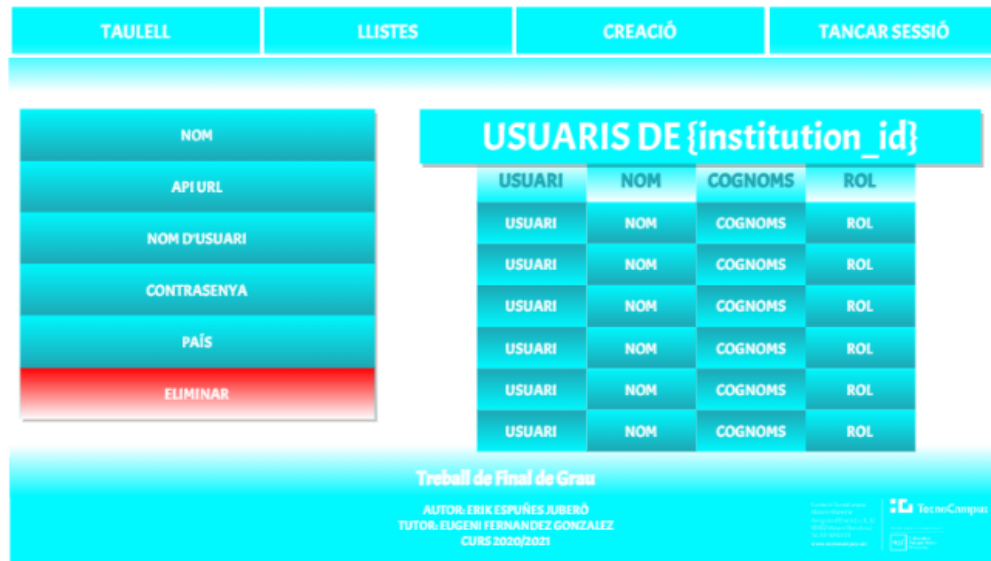 TAULELL
LLISTES
CREACIÓ
TANCAR SESSIÓ
NOM
API URL
NOM D'USUARI
CONTRASENYA
PAÏS
ELIMINAR
USUARIS DE {institution_id}
USUARI NOM COGNOMS ROL
USUARI NOM COGNOMS ROL
USUARI NOM COGNOMS ROL
USUARI NOM COGNOMS ROL
USUARI NOM COGNOMS ROL
USUARI NOM COGNOMS ROL
USUARI NOM COGNOMS ROL
Treball de Final de Grau
AUTOR: ERIK ESPUÑES JUBERÓ
TUTOR: EUGENI FERNANDEZ GONZALEZ
CURS 2020/2021
TecnoCampus